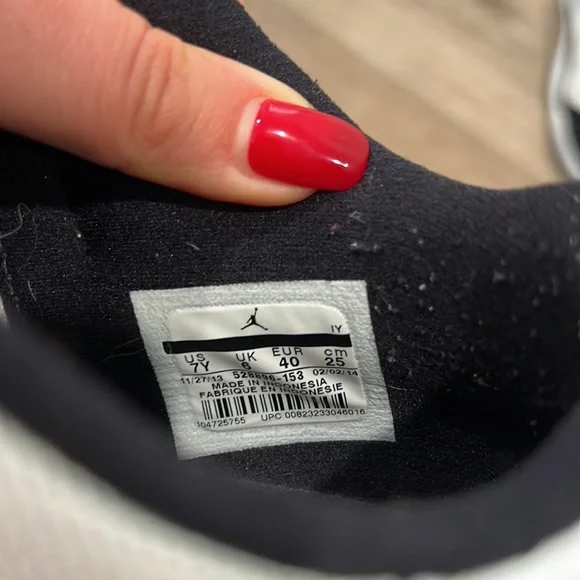 IY
US UK EUR cm
7Y 6 40 25
11/27/13 02/02/14
MADE IN INDONESIA
FABRIQUE EN INDONESIE
104725755 UPC 00823233046016